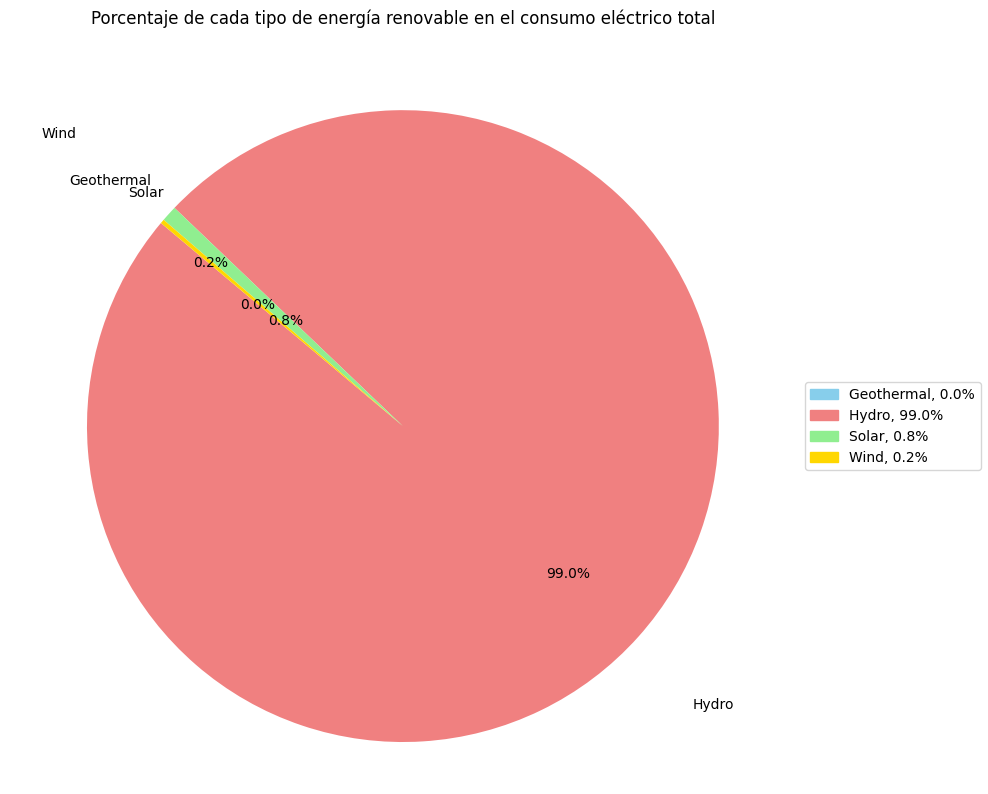 Porcentaje de cada tipo de energía renovable en el consumo eléctrico total
Wind
Geothermal
Solar
0.2%
0.0%
0.8%
99.0%
Hydro
Geothermal, 0.0%
Hydro, 99.0%
Solar, 0.8%
Wind, 0.2%